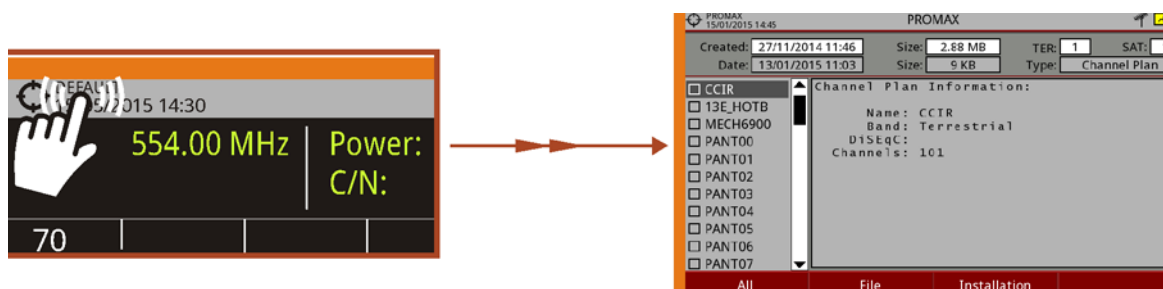 DEFAULT
2015 14:30
554.00 MHz
Power:
C/N:
70
PROMAX
15/01/2015 14:45
PROMAX
Created: 27/11/2014 11:46 Size: 2.88 MB TER: 1 SAT:
Date: 13/01/2015 11:03 Size: 9 KB Type: Channel Plan
CCIR
13E_HOTB
MECH6900
PANT00
PANT01
PANT02
PANT03
PANT04
PANT05
PANT06
PANT07
Channel Plan Information:
Name: CCIR
Band: Terrestrial
DiSEqC:
Channels: 101
All File Installation